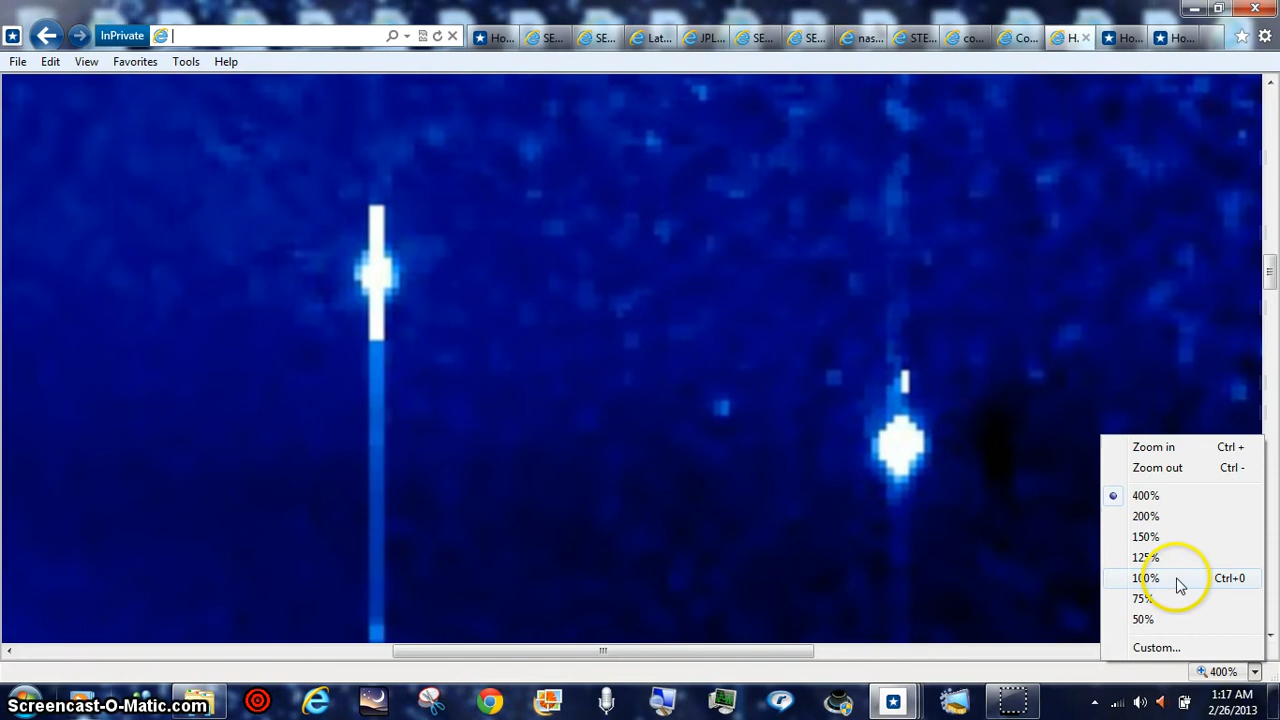 InPrivate
Ho...
SE...
SE...
Lat...
JPL...
SE...
SE...
nas...
STE...
co...
Co...
H...
Ho...
Ho...
File Edit View Favorites Tools Help
Zoom in Ctrl +
Zoom out Ctrl -
400%
200%
150%
125%
100% Ctrl+0
75%
50%
Custom...
400%
Screencast-O-Matic.com
1:17 AM
2/26/2013